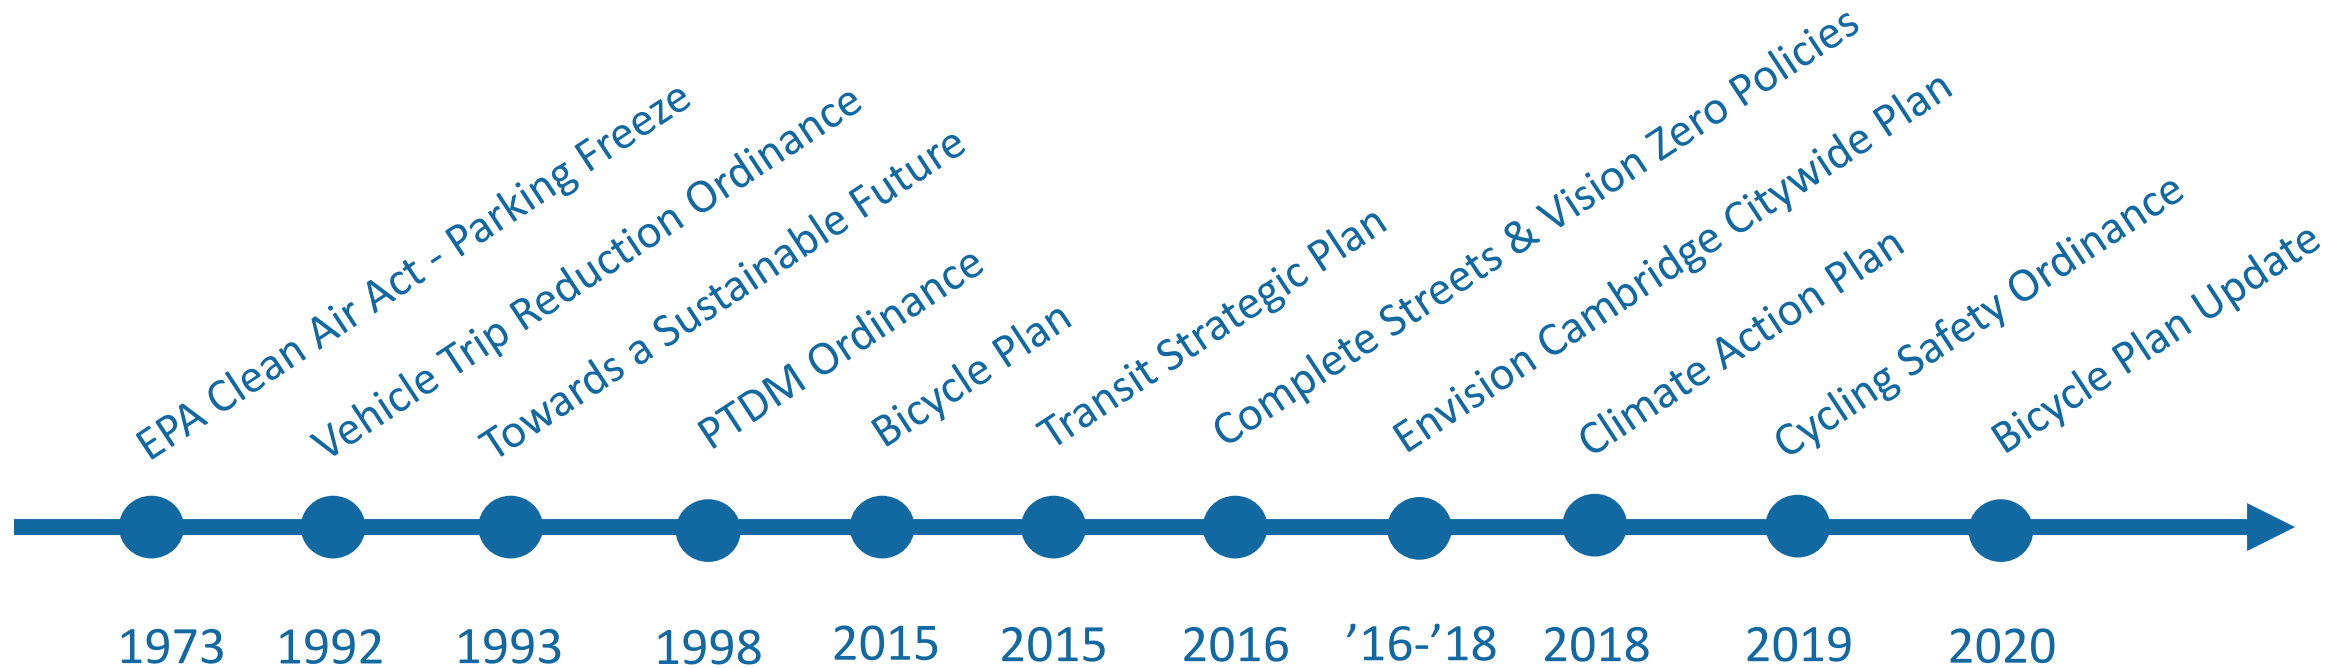 EPA Clean Air Act - Parking Freeze
Vehicle Trip Reduction Ordinance
Towards a Sustainable Future
PTDM Ordinance
Bicycle Plan
Transit Strategic Plan
Complete Streets & Vision Zero Policies
Envision Cambridge Citywide Plan
Climate Action Plan
Cycling Safety Ordinance
Bicycle Plan Update
1973 1992 1993 1998 2015 2015 2016 ’16-’18 2018 2019 2020